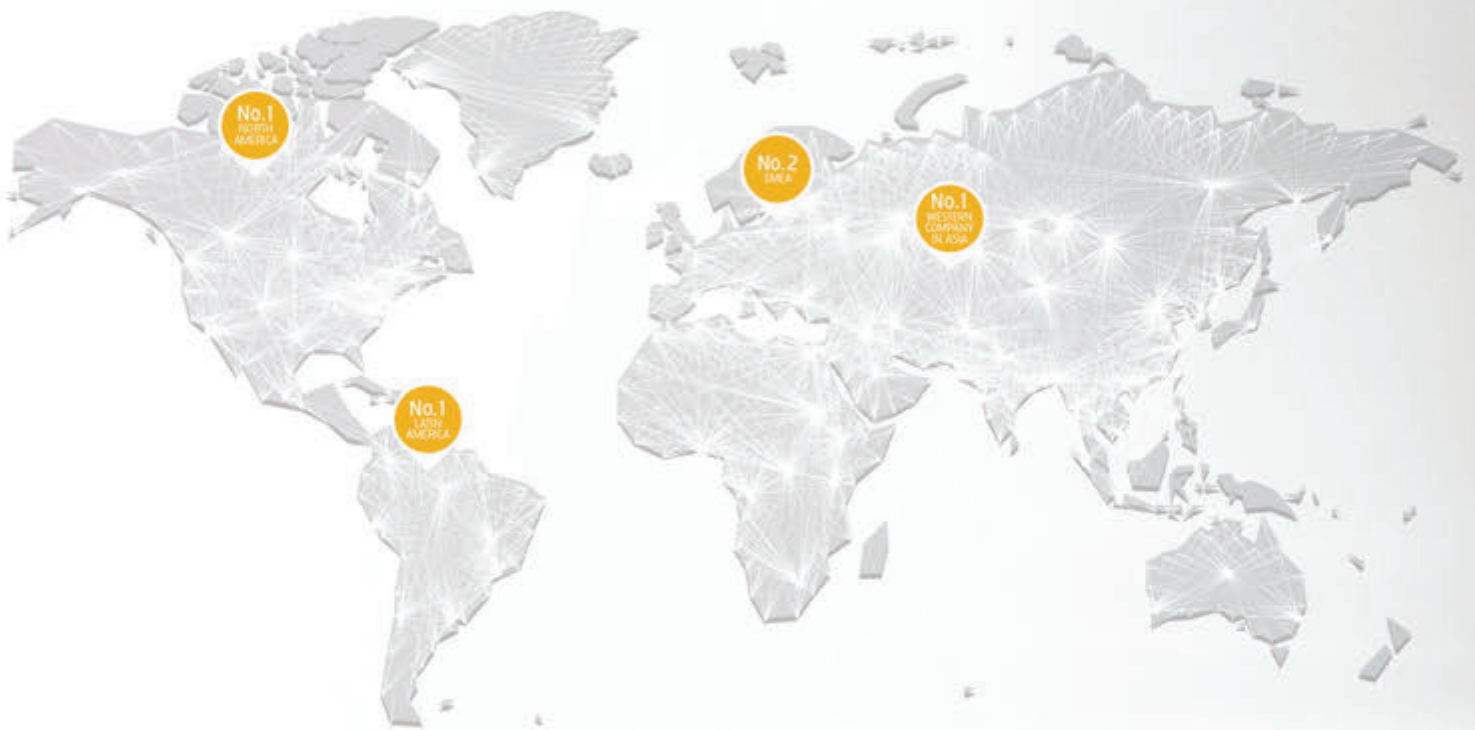 No.1
NORTH
AMERICA
No.2
EMEA
No.1
WESTERN
COMPANY
IN ASIA
No.1
LATIN
AMERICA